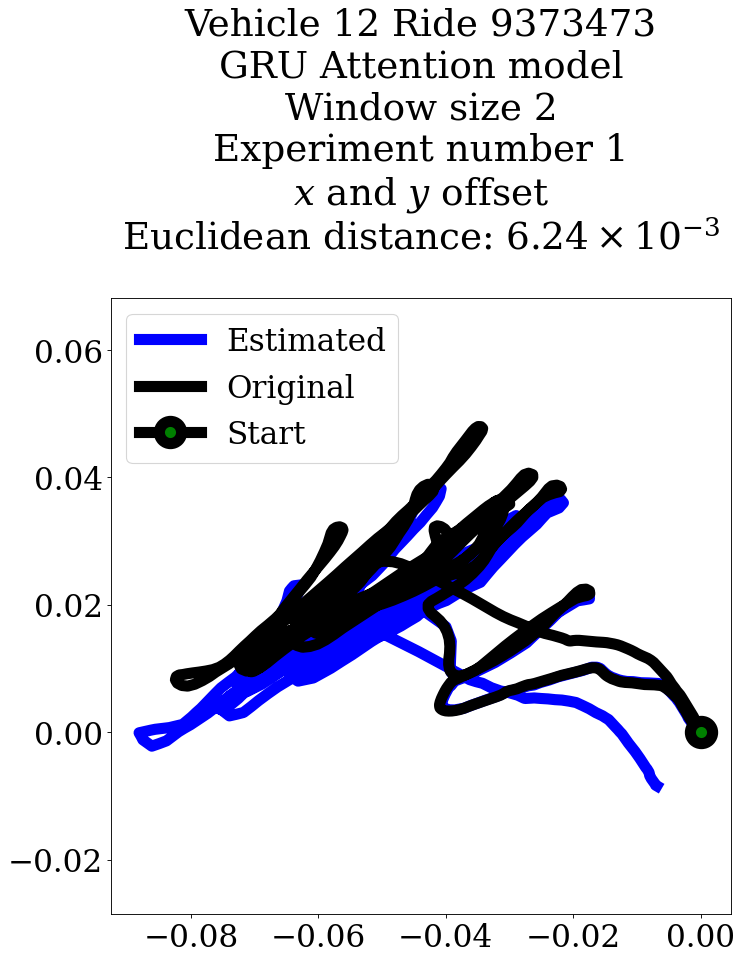 Vehicle 12 Ride 9373473
GRU Attention model
Window size 2
Experiment number 1
x and y offset
Euclidean distance: 6.24 × 10⁻³
Estimated
Original
Start
0.06
0.04
0.02
0.00
−0.02
−0.08 −0.06 −0.04 −0.02 0.00